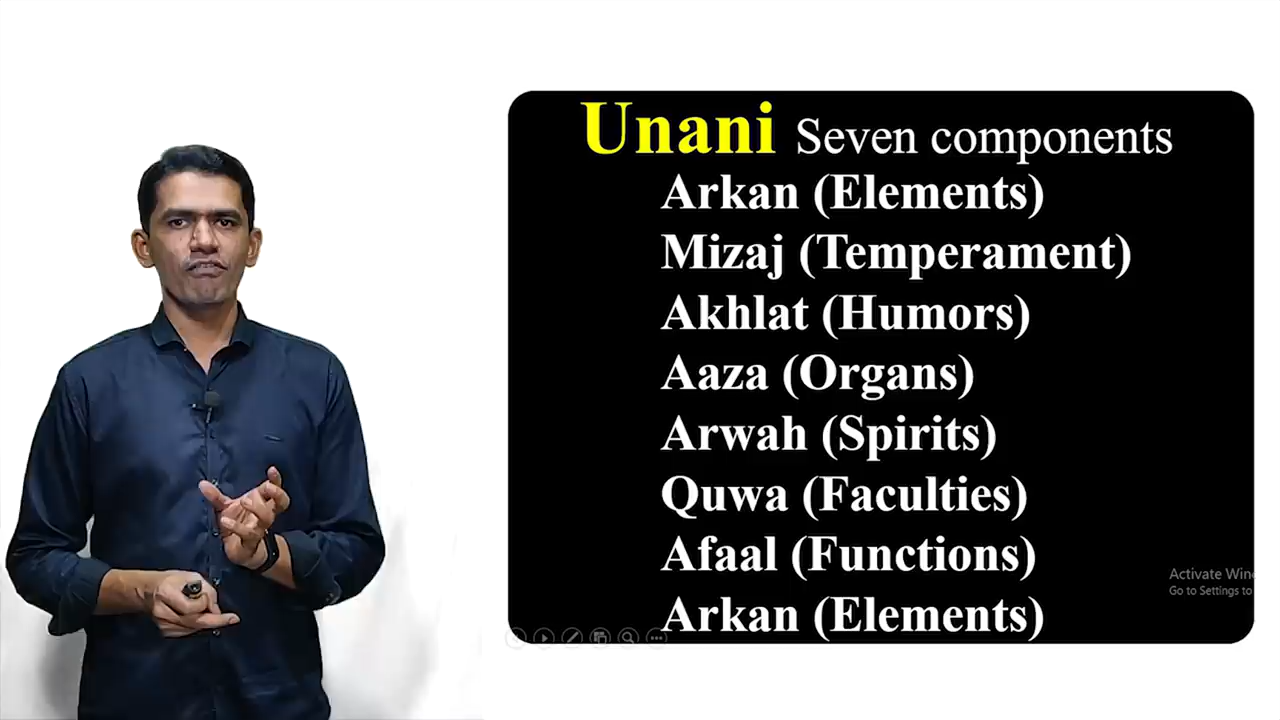 Unani Seven components
Arkan (Elements)
Mizaj (Temperament)
Akhlat (Humors)
Aaza (Organs)
Arwah (Spirits)
Quwa (Faculties)
Afaal (Functions)
Arkan (Elements)
Activate Win
Go to Settings to